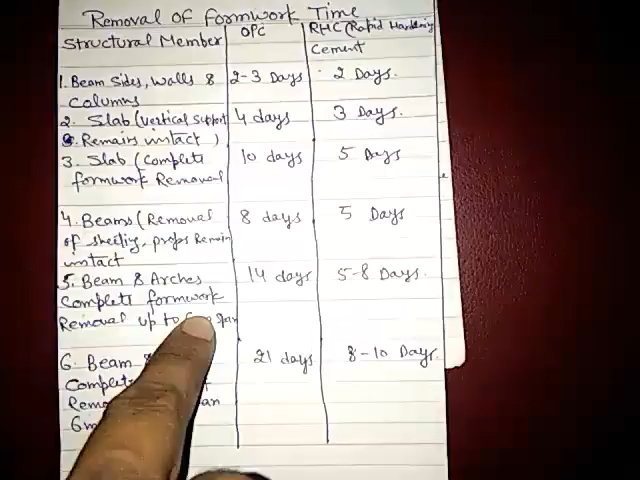 Removal of Formwork Time
Structural Member OPC RHC (Rapid Hardening Cement
1. Beam Sides, Walls & Columns 2-3 Days 2 Days.
2. Slab (Vertical Support Remains intact) 4 days 3 Days.
3. Slab (Complete formwork Removal 10 days 5 Days
4. Beams (Removal of sheeting, props Remain intact 8 days 5 Days
5. Beam & Arches Complete formwork Removal up to span 14 days 5-8 Days.
6. Beam 21 days 8-10 Days.